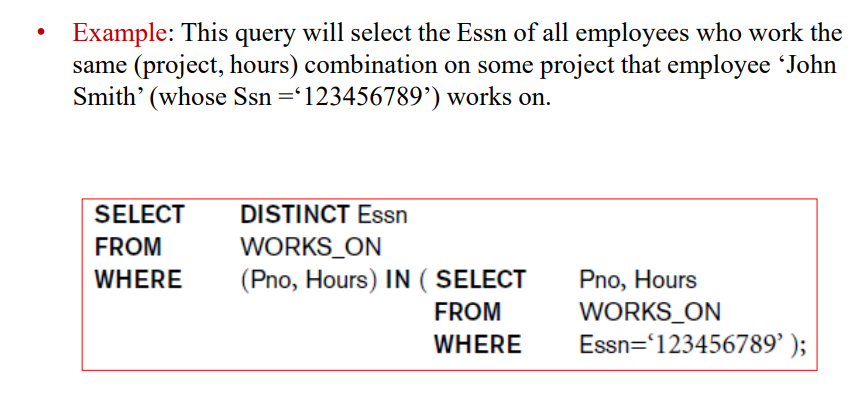 • Example: This query will select the Essn of all employees who work the
same (project, hours) combination on some project that employee ‘John
Smith’ (whose Ssn =‘123456789’) works on.
SELECT DISTINCT Essn
FROM WORKS_ON
WHERE (Pno, Hours) IN ( SELECT Pno, Hours
FROM WORKS_ON
WHERE Essn=‘123456789’ );